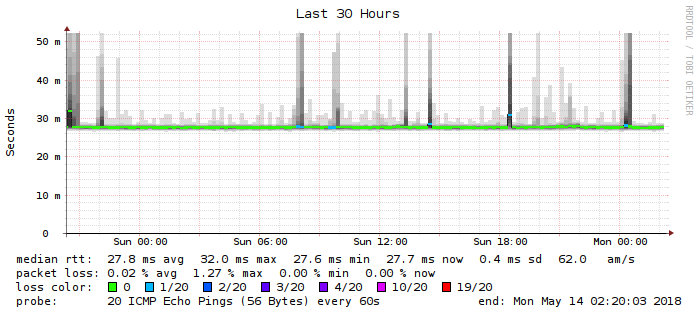 Last 30 Hours
RRDTOOL / TOBI OETIKER
Seconds
50 m
40 m
30 m
20 m
10 m
0
Sun 00:00 Sun 06:00 Sun 12:00 Sun 18:00 Mon 00:00
median rtt: 27.8 ms avg 32.0 ms max 27.6 ms min 27.7 ms now 0.4 ms sd 62.0 am/s
packet loss: 0.02 % avg 1.27 % max 0.00 % min 0.00 % now
loss color: 0 1/20 2/20 3/20 4/20 10/20 19/20
probe: 20 ICMP Echo Pings (56 Bytes) every 60s end: Mon May 14 02:20:03 2018